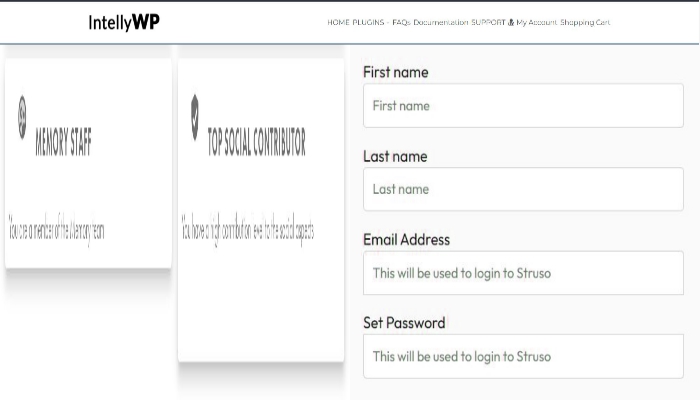 IntellyWP
HOME PLUGINS - FAQs Documentation SUPPORT My Account Shopping Cart
MEMORY STAFF
You are a member of the Memory team
TOP SOCIAL CONTRIBUTOR
You have a high contribution level to the social aspects
First name
First name
Last name
Last name
Email Address
This will be used to login to Struso
Set Password
This will be used to login to Struso